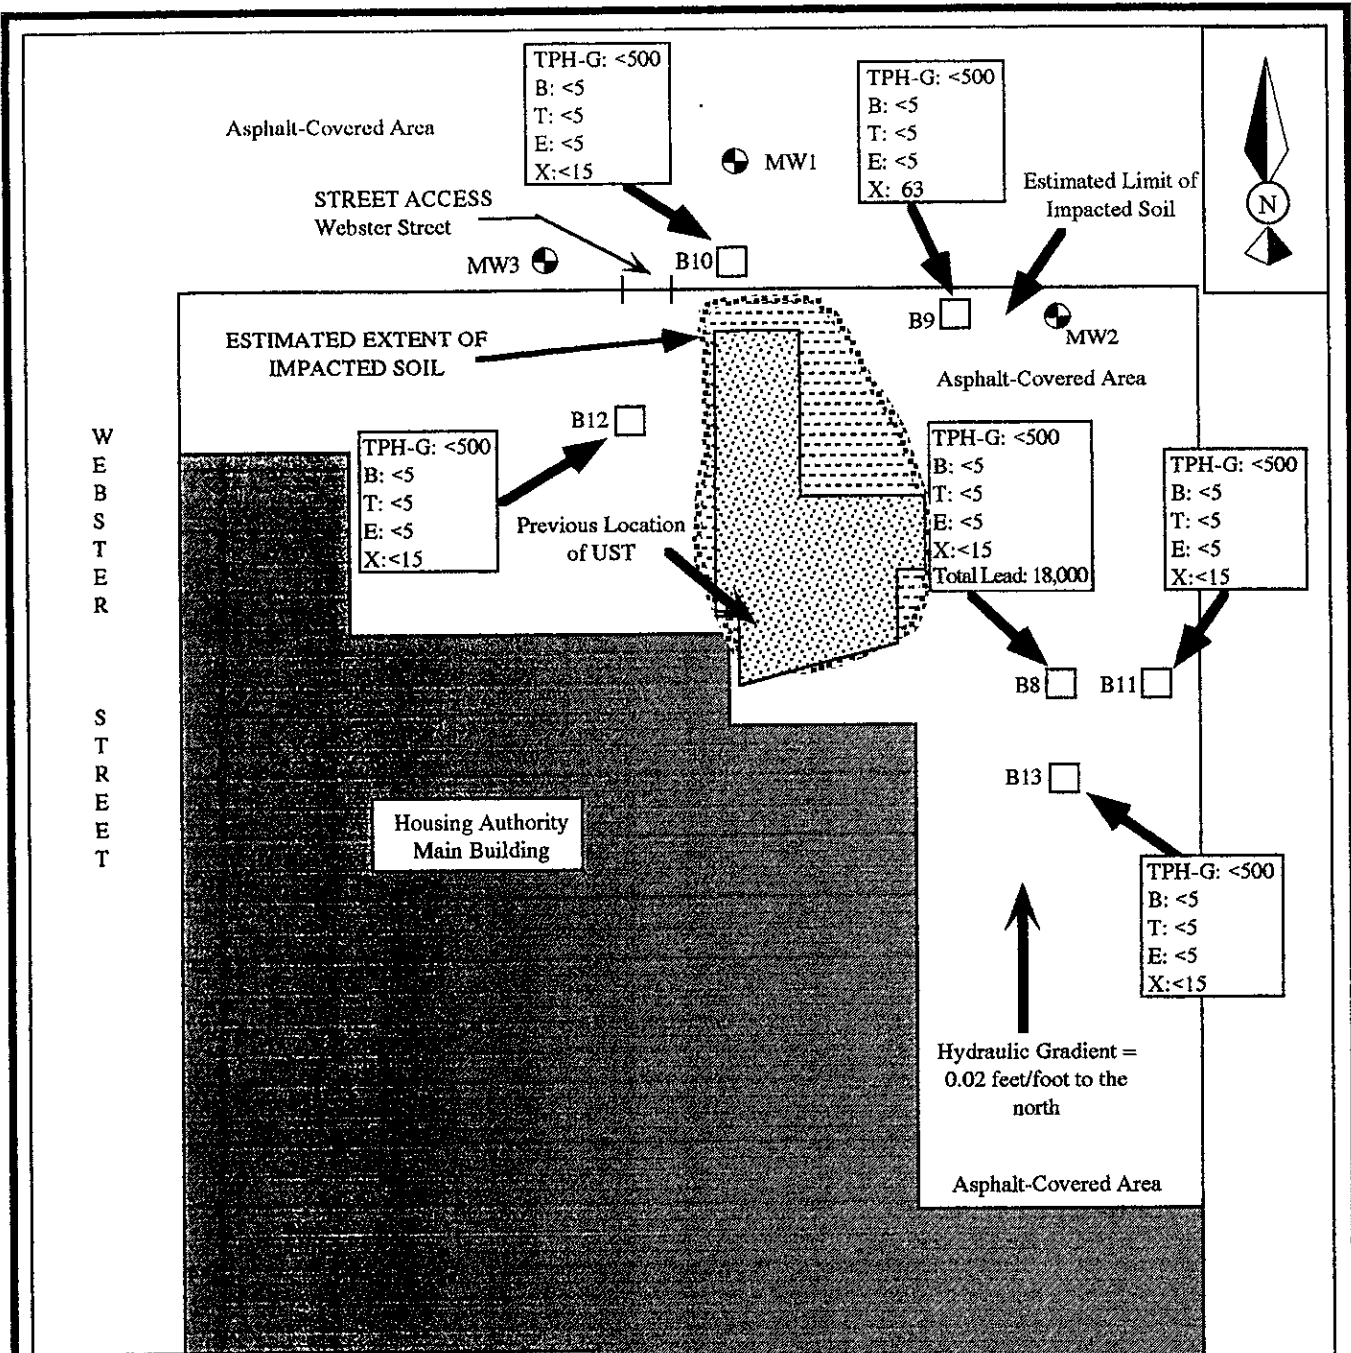 TPH-G: <500
B: <5
T: <5
E: <5
X:<15
TPH-G: <500
B: <5
T: <5
E: <5
X: 63
Asphalt-Covered Area
MW1
Estimated Limit of
Impacted Soil
N
STREET ACCESS
Webster Street
MW3
B10
B9
MW2
ESTIMATED EXTENT OF
IMPACTED SOIL
Asphalt-Covered Area
B12
TPH-G: <500
B: <5
T: <5
E: <5
X:<15
Previous Location
of UST
TPH-G: <500
B: <5
T: <5
E: <5
X:<15
Total Lead: 18,000
TPH-G: <500
B: <5
T: <5
E: <5
X:<15
WEBSTER STREET
B8
B11
B13
Housing Authority
Main Building
TPH-G: <500
B: <5
T: <5
E: <5
X:<15
Hydraulic Gradient =
0.02 feet/foot to the
north
Asphalt-Covered Area